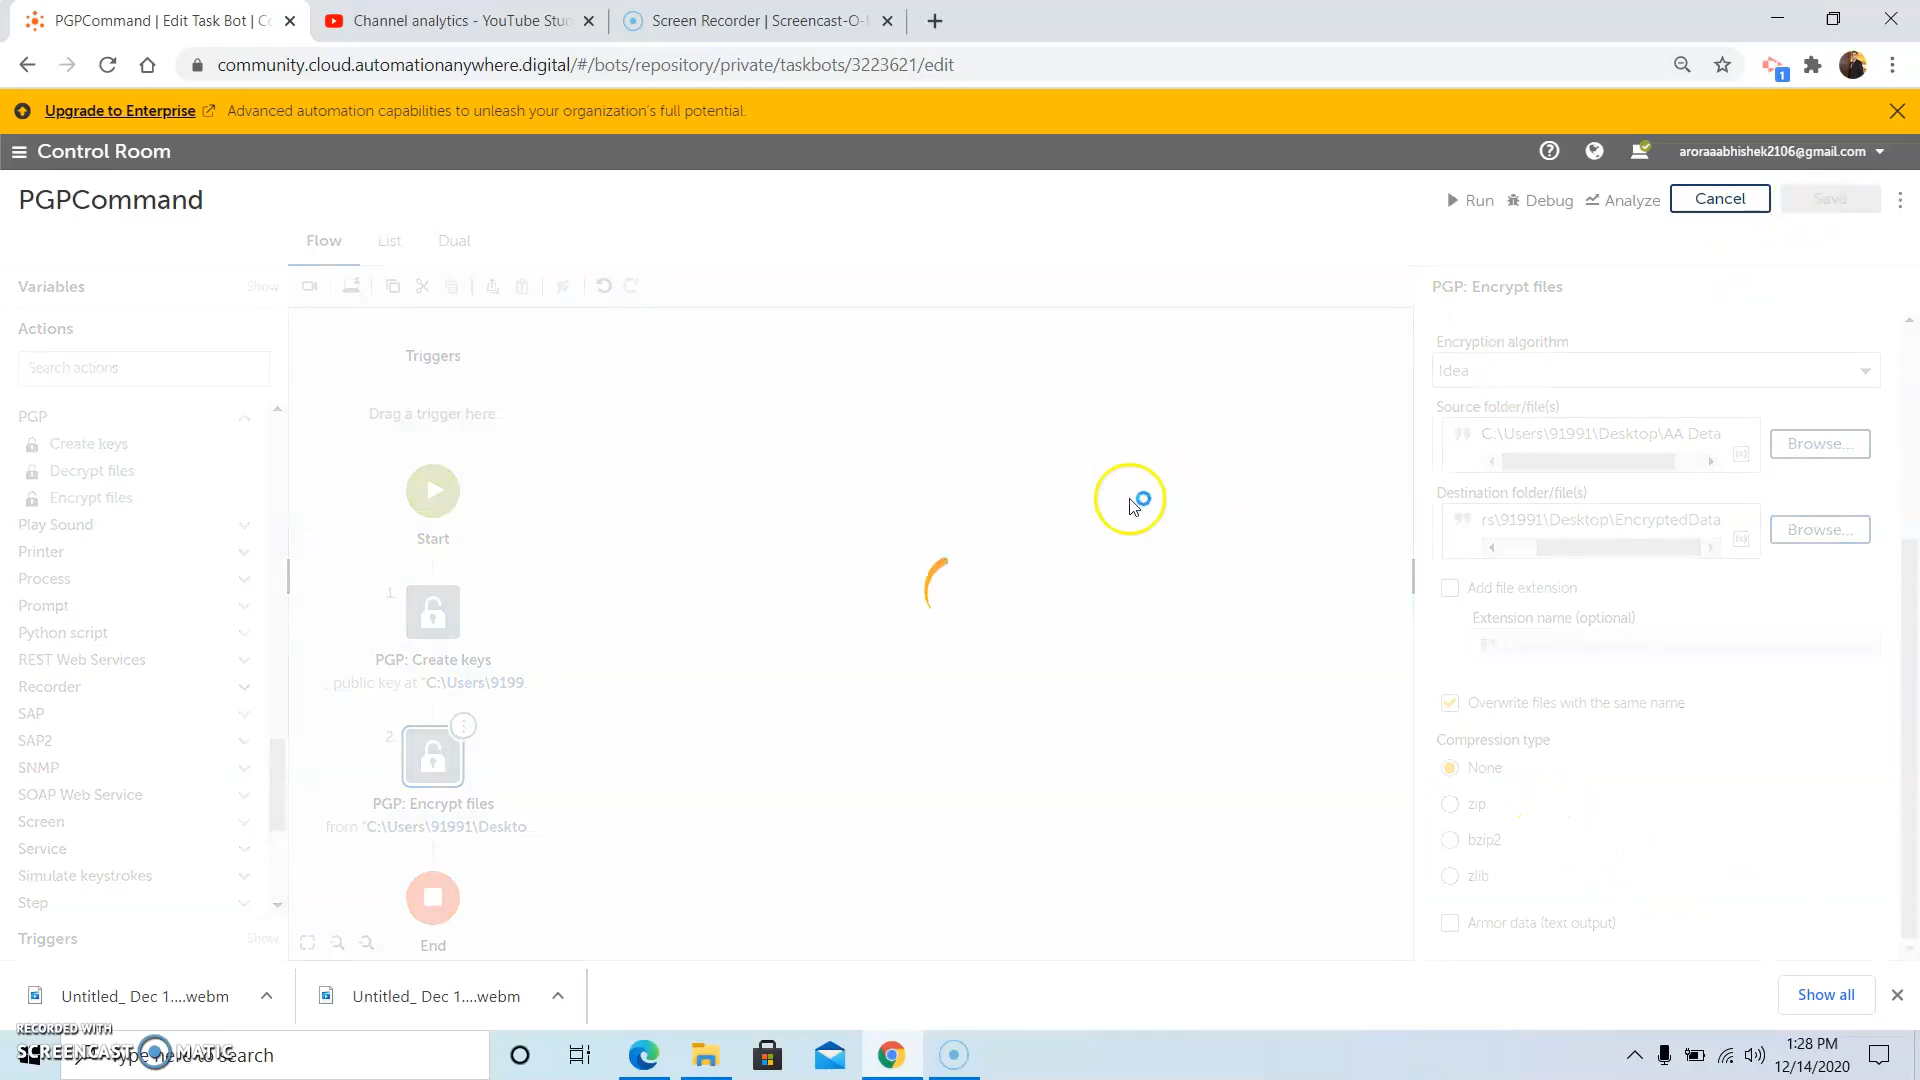 PGPCommand | Edit Task Bot | Co
Channel analytics - YouTube Stud
Screen Recorder | Screencast-O-M
community.cloud.automationanywhere.digital/#/bots/repository/private/taskbots/3223621/edit
1
Upgrade to Enterprise
Advanced automation capabilities to unleash your organization's full potential.
Control Room
aroraaabhishek2106@gmail.com
PGPCommand
Run
Debug
Analyze
Cancel
Save
Flow
List
Dual
Variables
Show
Actions
Search actions
PGP
Create keys
Decrypt files
Encrypt files
Play Sound
Printer
Process
Prompt
Python script
REST Web Services
Recorder
SAP
SAP2
SNMP
SOAP Web Service
Screen
Service
Simulate keystrokes
Step
Triggers
Show
Triggers
Drag a trigger here...
Start
1.
PGP: Create keys
, public key at "C:\Users\9199.
2.
PGP: Encrypt files
from "C:\Users\91991\Deskto...
End
PGP: Encrypt files
Encryption algorithm
Idea
Source folder/file(s)
C:\Users\91991\Desktop\AA Deta
Browse...
Destination folder/file(s)
rs\91991\Desktop\EncryptedData
Browse...
Add file extension
Extension name (optional)
Overwrite files with the same name
Compression type
None
zip
bzip2
zlib
Armor data (text output)
Untitled_ Dec 1....webm
Untitled_ Dec 1....webm
Show all
RECORDED WITH
SCREENCAST MATIC
Type here to search
1:28 PM
12/14/2020